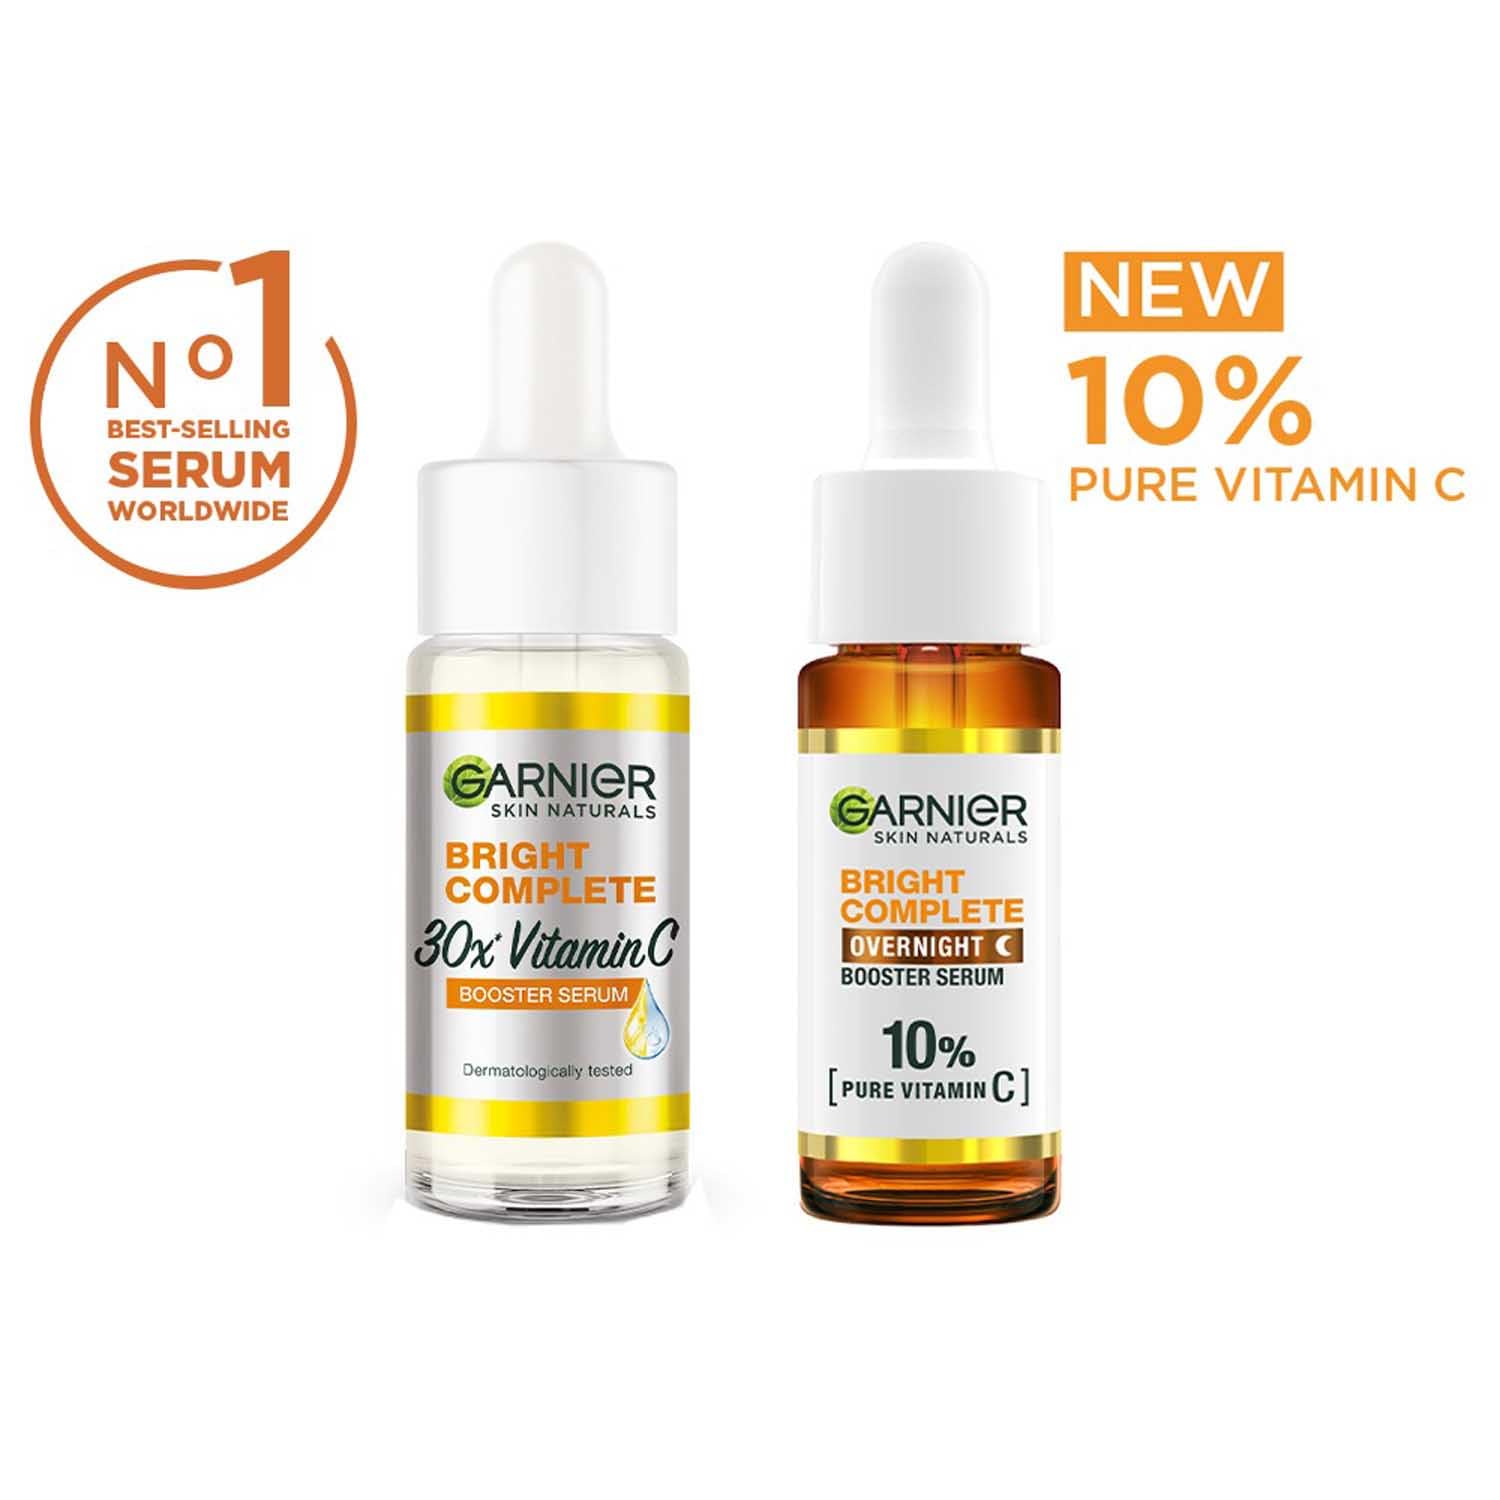 Nº1
BEST-SELLING
SERUM
WORLDWIDE
GARNIER
SKIN NATURALS
BRIGHT
COMPLETE
30x* Vitamin C
BOOSTER SERUM
Dermatologically tested
NEW
10%
PURE VITAMIN C
GARNIER
SKIN NATURALS
BRIGHT
COMPLETE
OVERNIGHT
BOOSTER SERUM
10%
[PURE VITAMIN C]